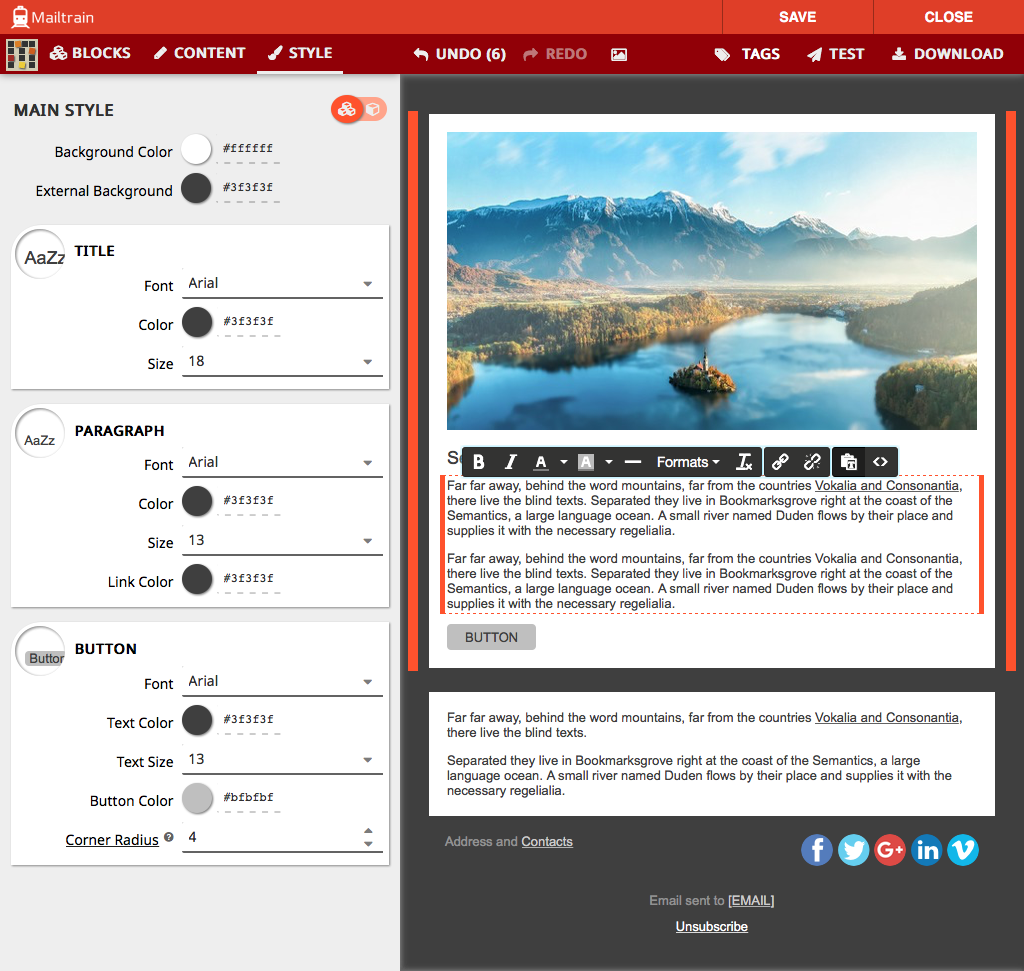 Mailtrain
SAVE
CLOSE
BLOCKS
CONTENT
STYLE
UNDO (6)
REDO
TAGS
TEST
DOWNLOAD
MAIN STYLE
Background Color
#ffffff
External Background
#3f3f3f
AaZz
TITLE
Font
Arial
Color
#3f3f3f
Size
18
AaZz
PARAGRAPH
Font
Arial
Color
#3f3f3f
Size
13
Link Color
#3f3f3f
Button
BUTTON
Font
Arial
Text Color
#3f3f3f
Text Size
13
Button Color
#bfbfbf
Corner Radius ?
4
B I A A Formats
Far far away, behind the word mountains, far from the countries Vokalia and Consonantia,
there live the blind texts. Separated they live in Bookmarksgrove right at the coast of the
Semantics, a large language ocean. A small river named Duden flows by their place and
supplies it with the necessary regelialia.
Far far away, behind the word mountains, far from the countries Vokalia and Consonantia,
there live the blind texts. Separated they live in Bookmarksgrove right at the coast of the
Semantics, a large language ocean. A small river named Duden flows by their place and
supplies it with the necessary regelialia.
BUTTON
Far far away, behind the word mountains, far from the countries Vokalia and Consonantia,
there live the blind texts.
Separated they live in Bookmarksgrove right at the coast of the Semantics, a large
language ocean. A small river named Duden flows by their place and supplies it with the
necessary regelialia.
Address and Contacts
f G+ in v
Email sent to [EMAIL]
Unsubscribe